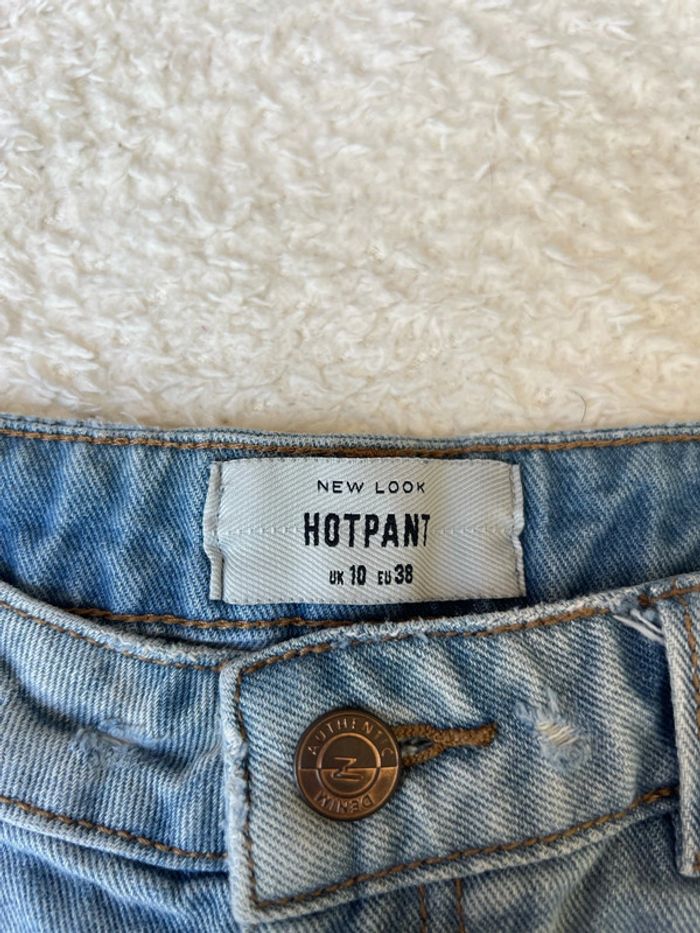 NEW LOOK
HOTPANT
UK 10 EU 38
AUTHENTIC
DENIM